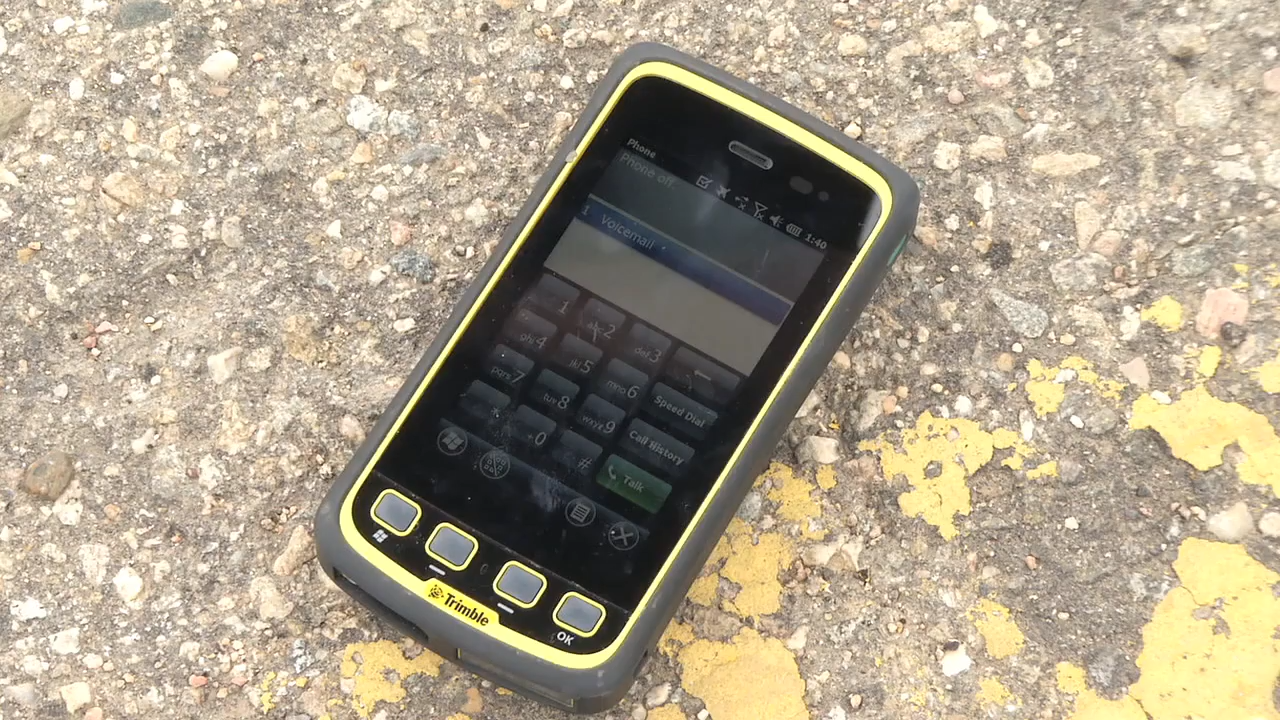 Phone
1:40
Phone off.
1 Voicemail
1
2
def 3
ghi 4
jkl 5
mno 6
Speed Dial
pqrs 7
tuv 8
wxyz 9
Call History
*
+0
#
Talk
Trimble
OK